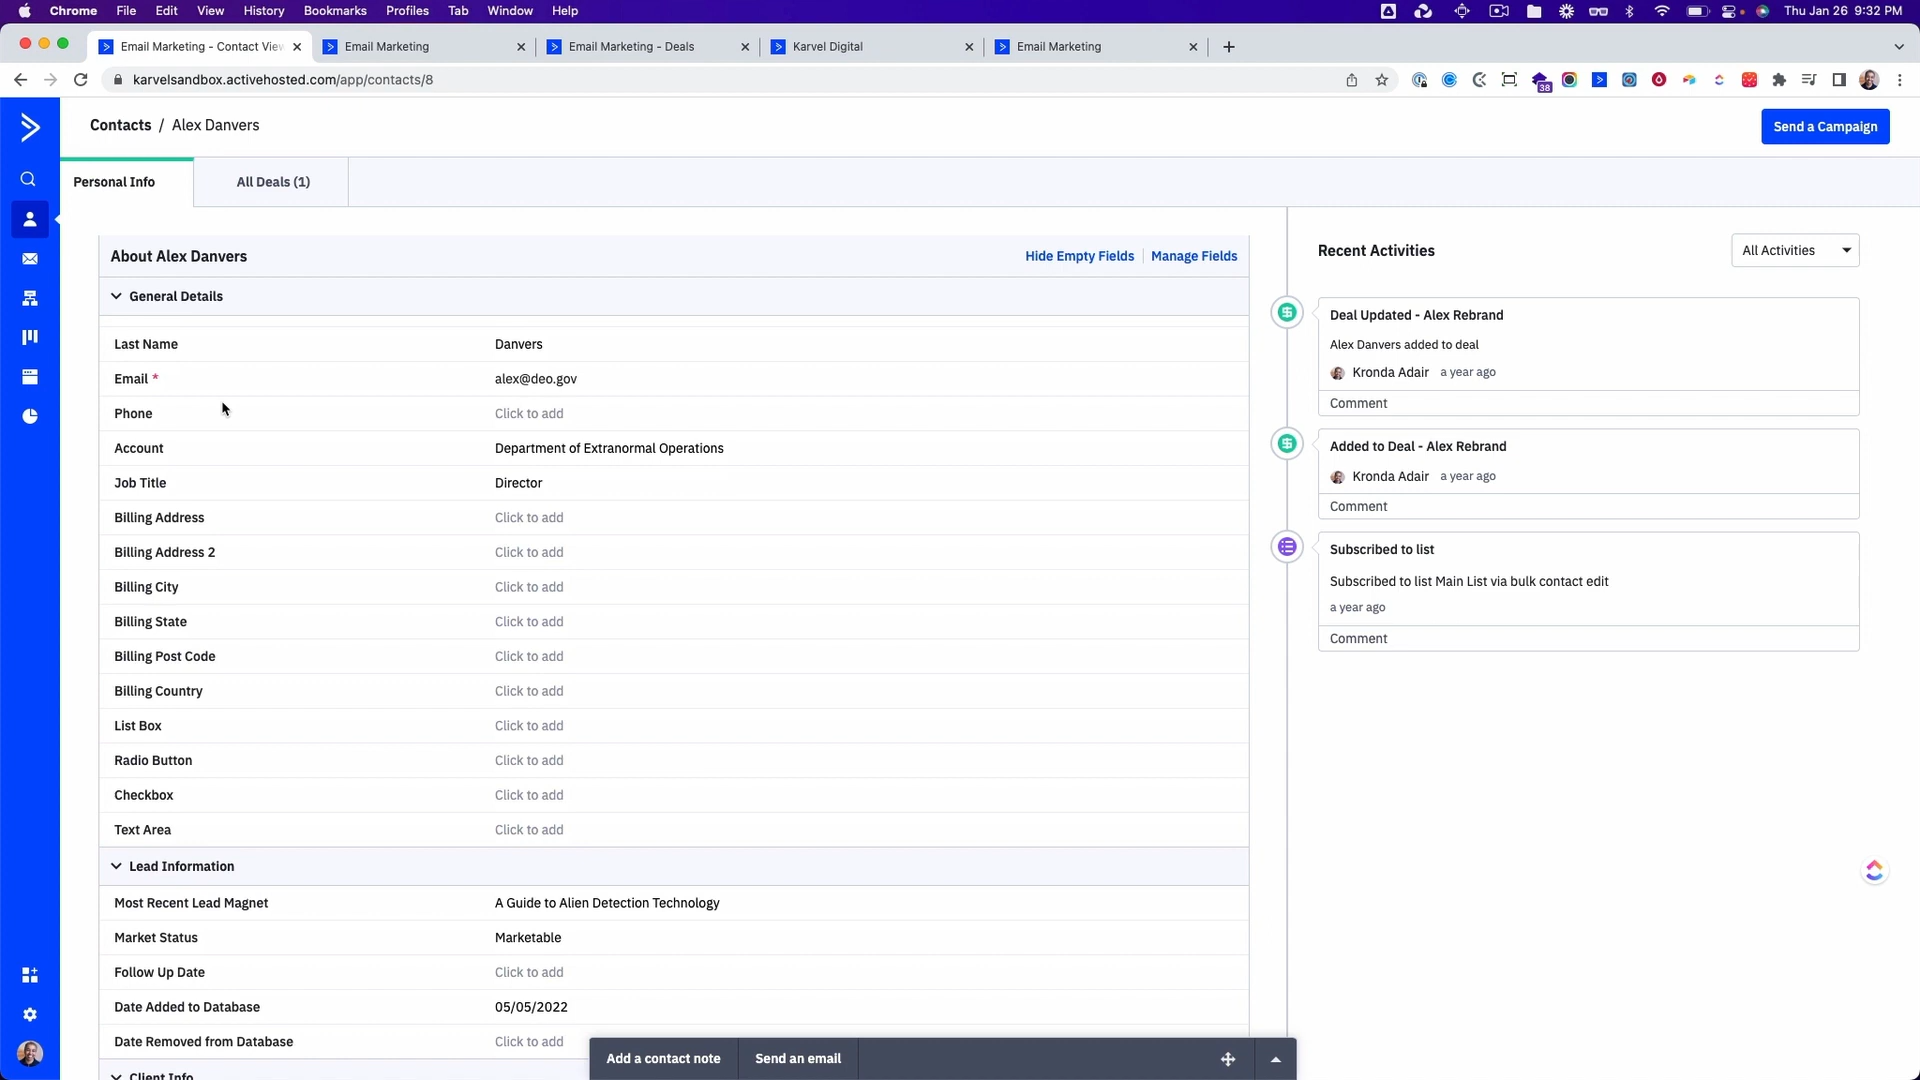 Chrome File Edit View History Bookmarks Profiles Tab Window Help Thu Jan 26 9:32 PM
Email Marketing - Contact View Email Marketing Email Marketing - Deals Karvel Digital Email Marketing
karvelsandbox.activehosted.com/app/contacts/8
38
Contacts / Alex Danvers
Send a Campaign
Personal Info
All Deals (1)
About Alex Danvers
Hide Empty Fields
Manage Fields
General Details
Last Name Danvers
Email * alex@deo.gov
Phone Click to add
Account Department of Extranormal Operations
Job Title Director
Billing Address Click to add
Billing Address 2 Click to add
Billing City Click to add
Billing State Click to add
Billing Post Code Click to add
Billing Country Click to add
List Box Click to add
Radio Button Click to add
Checkbox Click to add
Text Area Click to add
Lead Information
Most Recent Lead Magnet A Guide to Alien Detection Technology
Market Status Marketable
Follow Up Date Click to add
Date Added to Database 05/05/2022
Date Removed from Database Click to add
Client Info
Add a contact note
Send an email
Recent Activities
All Activities
Deal Updated - Alex Rebrand
Alex Danvers added to deal
Kronda Adair a year ago
Comment
Added to Deal - Alex Rebrand
Kronda Adair a year ago
Comment
Subscribed to list
Subscribed to list Main List via bulk contact edit
a year ago
Comment